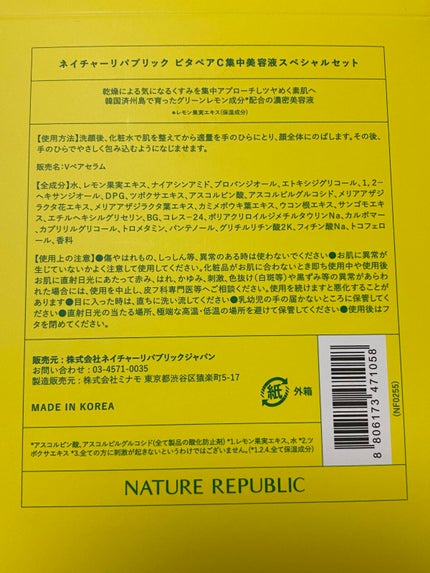 ネイチャーリパブリック ビタペアC集中美容液スペシャルセット
乾燥による気になるくすみを集中アプローチしツヤめく素肌へ
韓国済州島で育ったグリーンレモン成分*配合の濃密美容液
*レモン果実エキス(保湿成分)
【使用方法】洗顔後、化粧水で肌を整えてから適量を手のひらにとり、顔全体にのばします。その後、
手のひらでやさしく包み込むようになじませます。
販売名:Vペアセラム
【全成分】水、レモン果実エキス、ナイアシンアミド、プロパンジオール、エトキシジグリコール、1,2-
ヘキサンジオール、DPG、ツボクサエキス、アスコルビン酸、アスコルビルグルコシド、メリアアザジ
ラクタ花エキス、メリアアザジラクタ葉エキス、カミメボウキ葉エキス、ウコン根エキス、サンゴモエキ
ス、エチルヘキシルグリセリン、BG、コレス-24、ポリアクリロイルジメチルタウリンNa、カルボマー、
カプリリルグリコール、トロメタミン、パンテノール、グリチルリチン酸2K、フィチン酸Na、トコフェロ
ール、香料
【使用上の注意】●傷やはれもの、しっしん等、異常のある時は使わないでください●お肌に異常が
生じていないかよく注意して使用してください。化粧品がお肌に合わないとき即ち使用中や使用後
お肌に直射日光にあたって赤み、はれ、かゆみ、刺激、色抜け(白斑等)や黒ずみ等の異常があらわ
れた場合には、使用を中止し、皮フ科専門医等へご相談ください。使用を続けますと悪化することが
あります●目に入った時は、直ちに洗い流してください●乳幼児の手の届かないところに保管してく
ださい●直射日光の当たる場所、極端な高温・低温の場所を避けて保管してください●使用後はフ
タを閉めてください。
販売元:株式会社ネイチャーリパブリックジャパン
お問い合わせ:03-4571-0035
製造販売元:株式会社ミナモ 東京都渋谷区猿楽町5-17
MADE IN KOREA
紙 外箱
8 806173 471058
(NF0255)
*アスコルビン酸、アスコルビルグルコシド(全て製品の酸化防止剤) *1.レモン果実エキス、水 *2.ツ
ボクサエキス *3.全ての方に刺激が起きないというわけではございません。(*1.2.4.全て保湿成分)
NATURE REPUBLIC